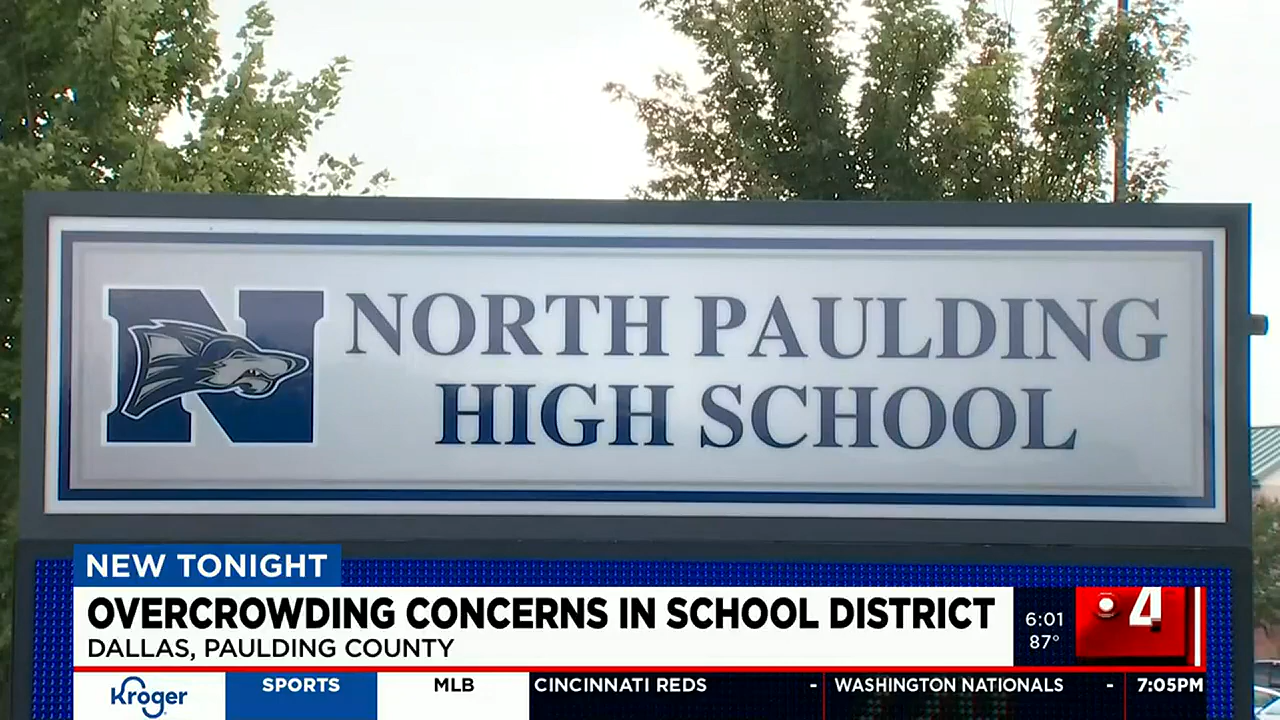 N
NORTH PAULDING
HIGH SCHOOL
NEW TONIGHT
OVERCROWDING CONCERNS IN SCHOOL DISTRICT
DALLAS, PAULDING COUNTY
6:01
87°
4
Kroger SPORTS MLB CINCINNATI REDS - WASHINGTON NATIONALS - 7:05PM